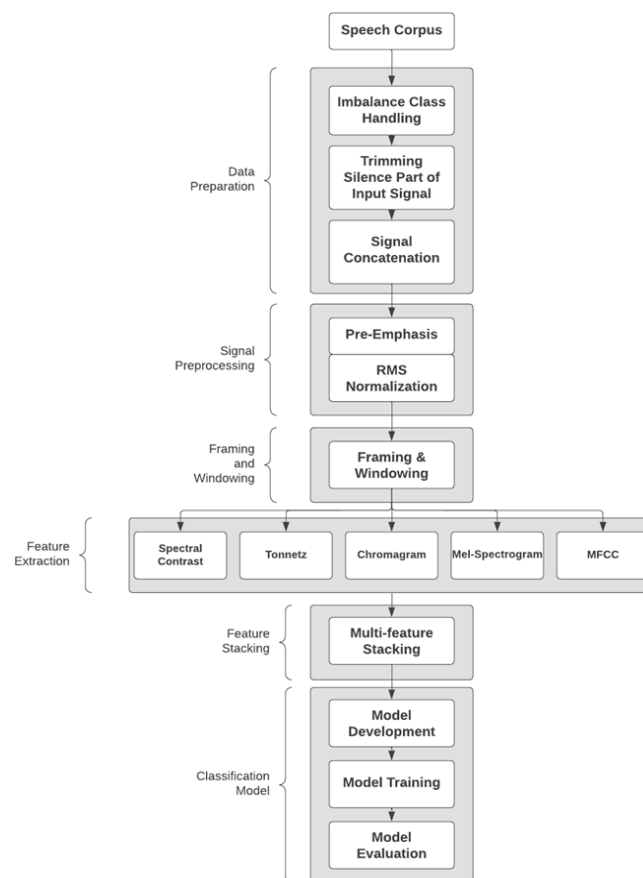 Speech Corpus
Imbalance Class
Handling
Data
Preparation
Trimming
Silence Part of
Input Signal
Signal
Concatenation
Pre-Emphasis
Signal
Preprocessing
RMS
Normalization
Framing
and
Windowing
Framing &
Windowing
Feature
Extraction
Spectral
Contrast
Tonnetz
Chromagram
Mel-Spectrogram
MFCC
Feature
Stacking
Multi-feature
Stacking
Model
Development
Classification
Model
Model Training
Model
Evaluation